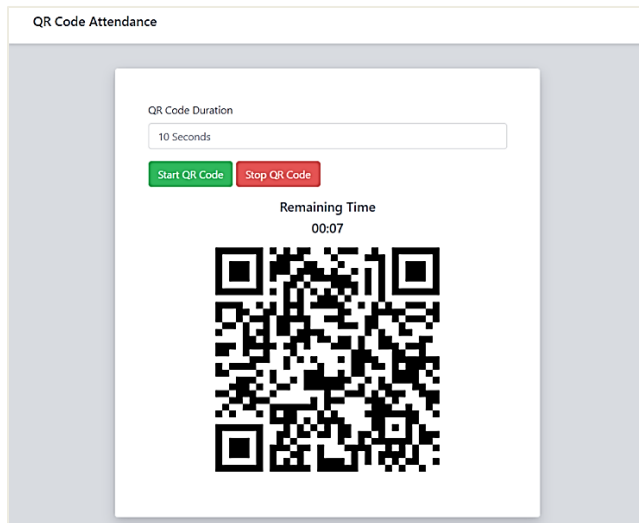 QR Code Attendance
QR Code Duration
10 Seconds
Start QR Code Stop QR Code
Remaining Time
00:07